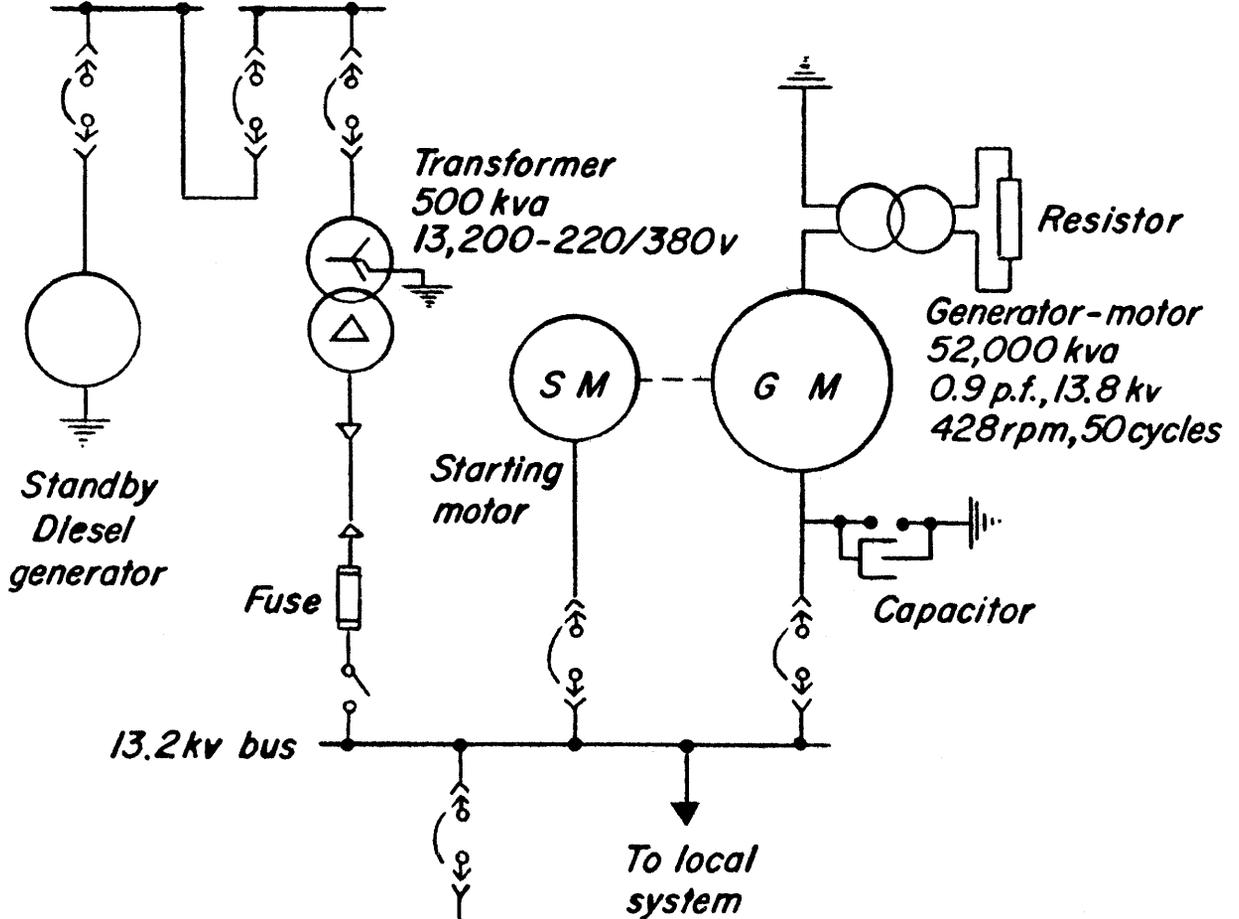 Transformer
500 kva
13,200-220/380v
Resistor
Generator-motor
52,000 kva
0.9 p.f., 13.8 kv
428 rpm, 50 cycles
S M
G M
Starting
motor
Standby
Diesel
generator
Fuse
Capacitor
13.2 kv bus
To local
system